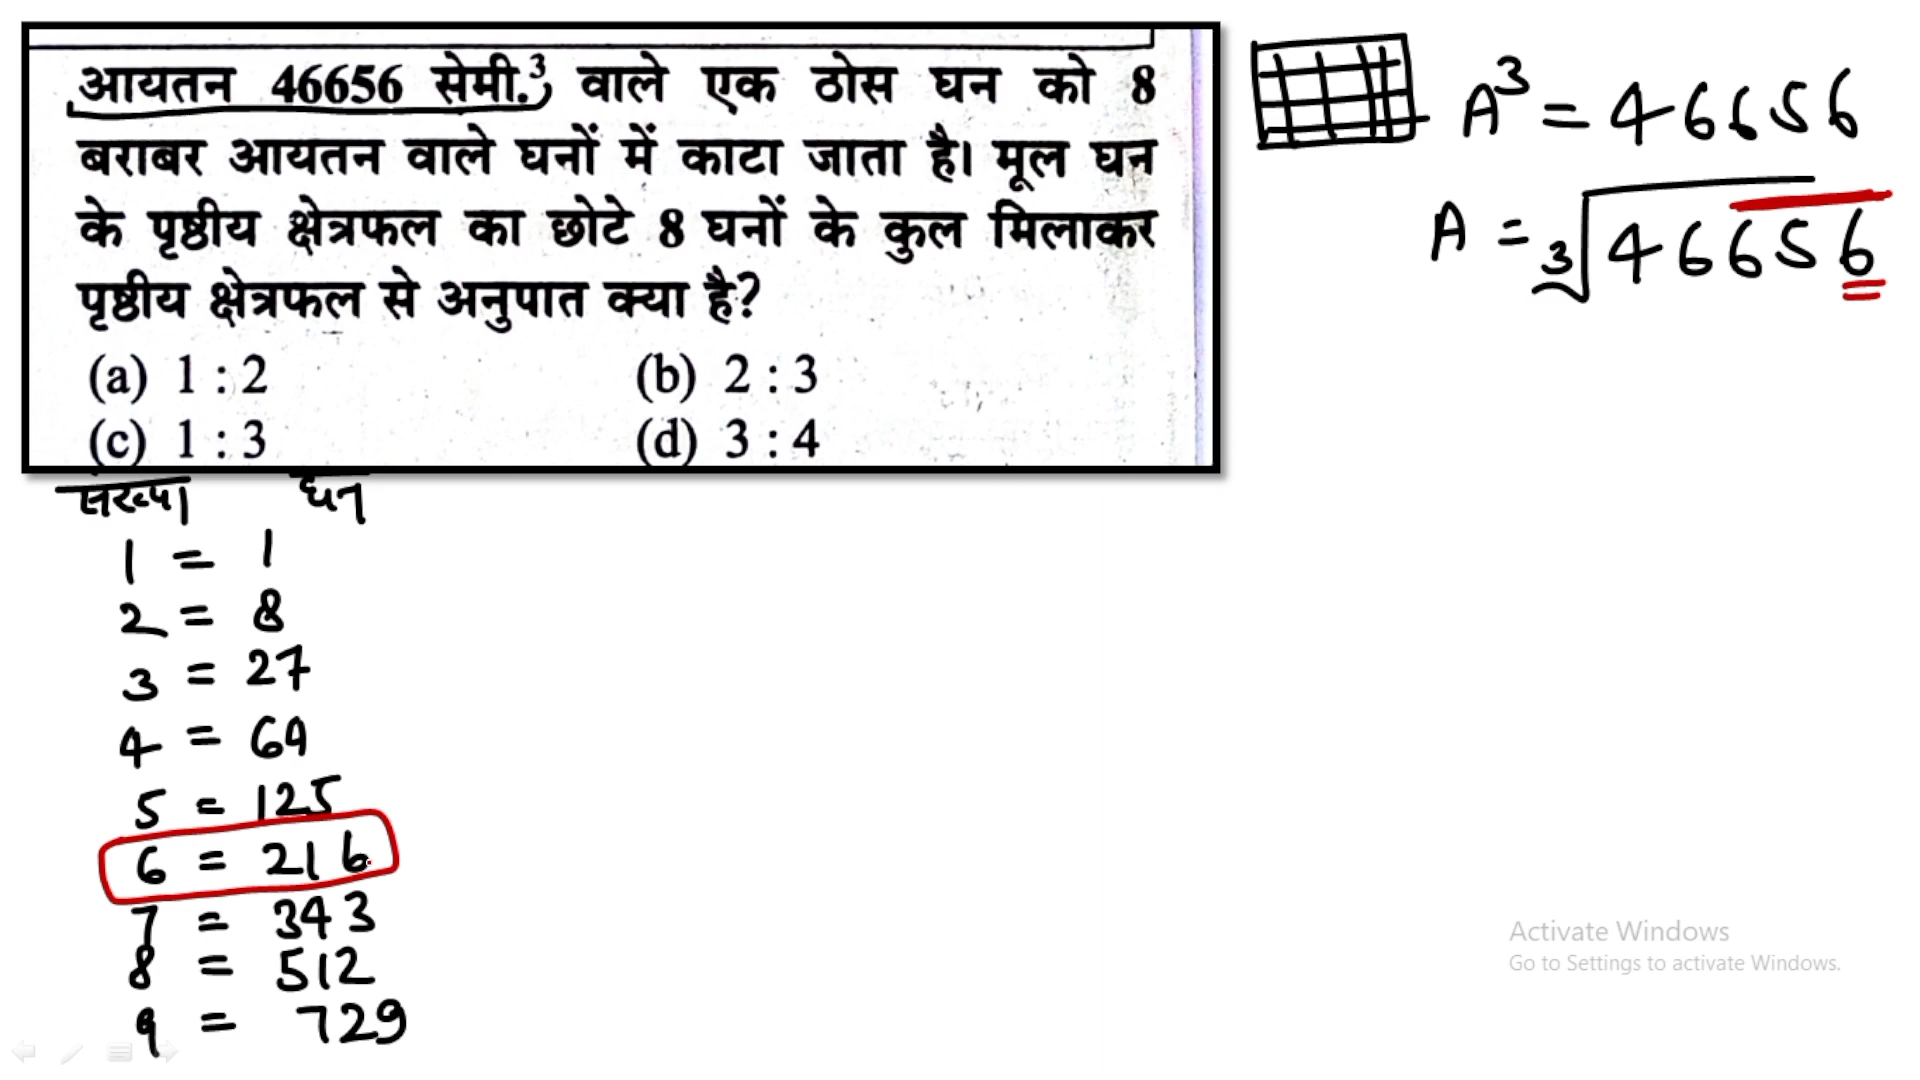 आयतन 46656 सेमी.³ वाले एक ठोस घन को 8
बराबर आयतन वाले घनों में काटा जाता है। मूल घन
के पृष्ठीय क्षेत्रफल का छोटे 8 घनों के कुल मिलाकर
पृष्ठीय क्षेत्रफल से अनुपात क्या है?
(a) 1 : 2 (b) 2 : 3
(c) 1 : 3 (d) 3 : 4
A³ = 46656
A = ∛46656
संख्या घन
1 = 1
2 = 8
3 = 27
4 = 64
5 = 125
6 = 216
7 = 343
8 = 512
9 = 729
Activate Windows
Go to Settings to activate Windows.